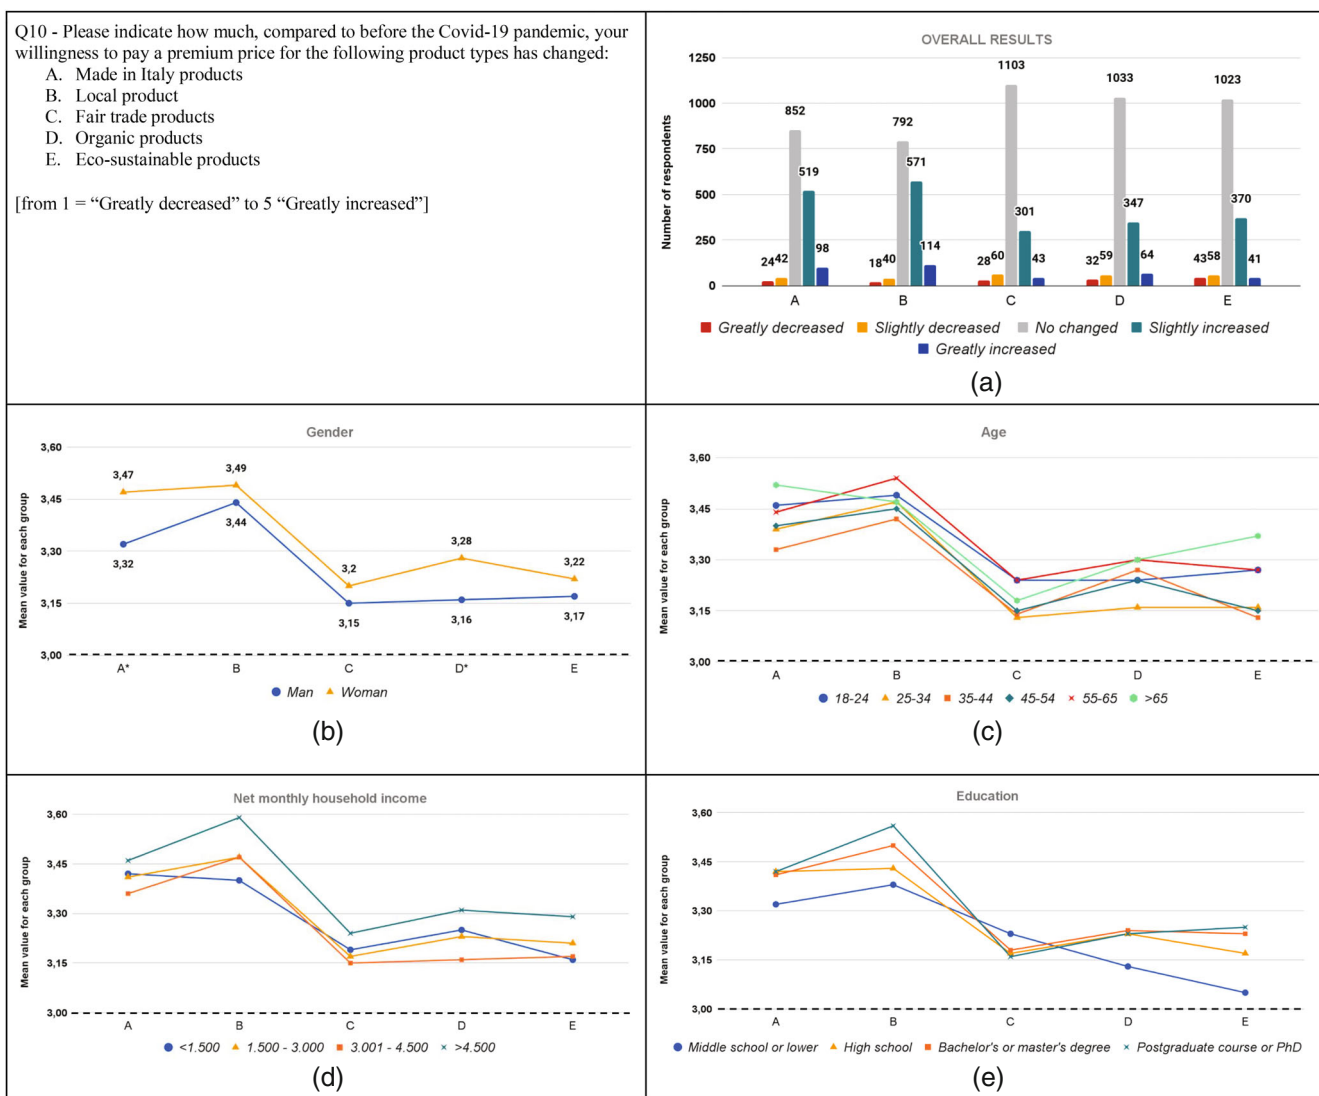 Q10 - Please indicate how much, compared to before the Covid-19 pandemic, your
willingness to pay a premium price for the following product types has changed:
A. Made in Italy products
B. Local product
C. Fair trade products
D. Organic products
E. Eco-sustainable products
[from 1 = “Greatly decreased” to 5 “Greatly increased”]
OVERALL RESULTS
Number of respondents
1250
1000
750
500
250
0
24 42 852 519 98
18 40 792 571 114
28 60 1103 301 43
32 59 1033 347 64
43 58 1023 370 41
A B C D E
Greatly decreased Slightly decreased No changed Slightly increased
Greatly increased
(a)
Gender
Mean value for each group
3,60
3,45
3,30
3,15
3,00
3,47 3,49 3,2 3,28 3,22
3,32 3,44 3,15 3,16 3,17
A* B C D* E
Man Woman
(b)
Age
Mean value for each group
3,60
3,45
3,30
3,15
3,00
A B C D E
18-24 25-34 35-44 45-54 55-65 >65
(c)
Net monthly household income
Mean value for each group
3,60
3,45
3,30
3,15
3,00
A B C D E
<1.500 1.500 - 3.000 3.001 - 4.500 >4.500
(d)
Education
Mean value for each group
3,60
3,45
3,30
3,15
3,00
A B C D E
Middle school or lower High school Bachelor's or master's degree Postgraduate course or PhD
(e)